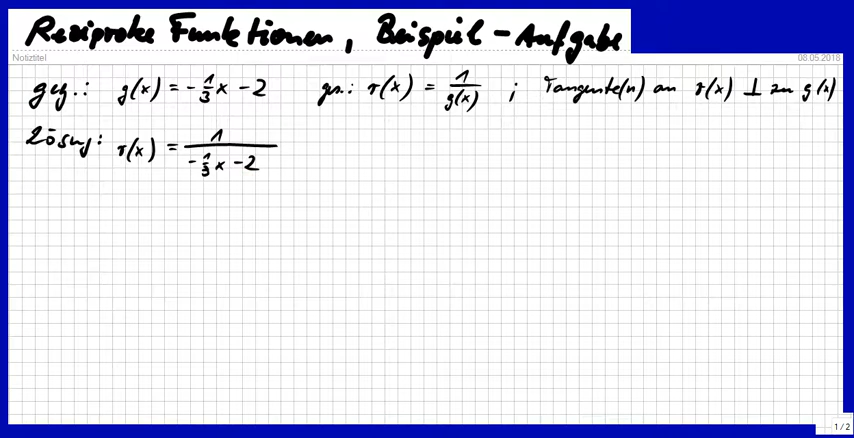 Reziproke Funktionen, Beispiel-Aufgabe
Notiztitel 08.05.2018
geg.: g(x) = -1/3 x - 2 ges.: r(x) = 1/g(x) ; Tangente(n) an r(x) ⊥ zu g(x)
Lösung: r(x) = 1/(-1/3 x - 2)
1/2